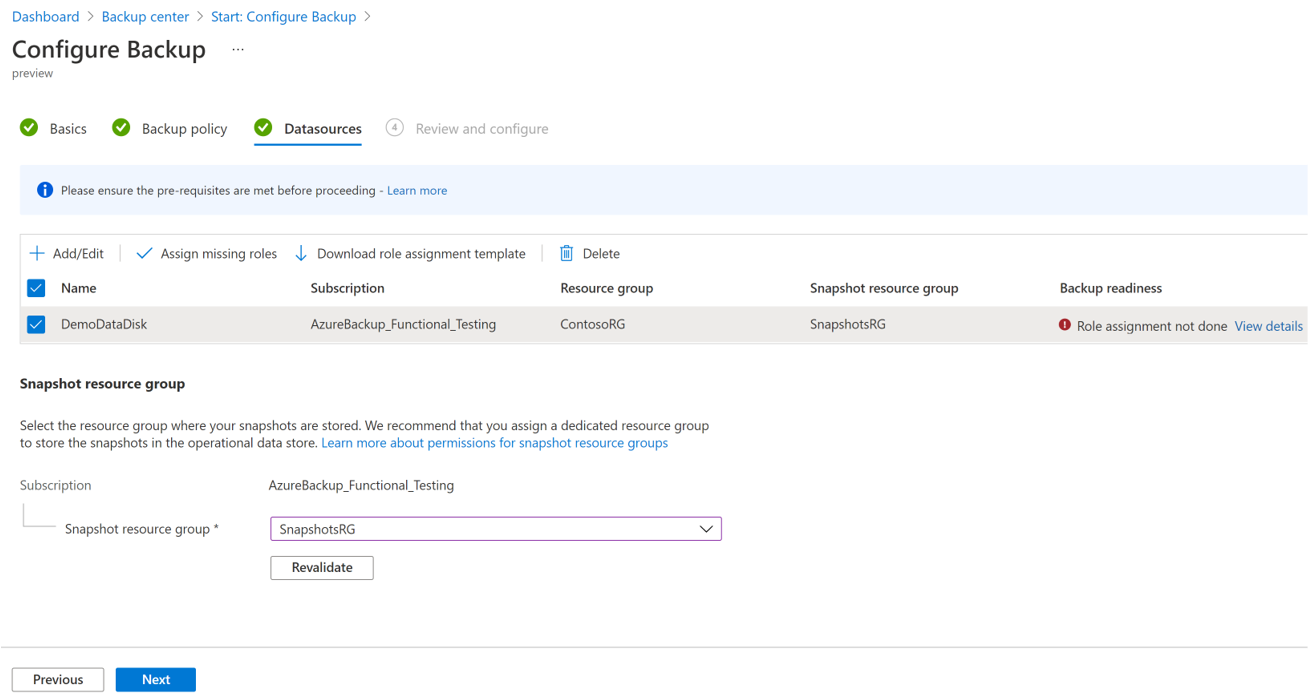 Dashboard > Backup center > Start: Configure Backup >
Configure Backup ...
preview
Basics Backup policy Datasources 4 Review and configure
Please ensure the pre-requisites are met before proceeding - Learn more
Add/Edit Assign missing roles Download role assignment template Delete
Name Subscription Resource group Snapshot resource group Backup readiness
DemoDataDisk AzureBackup_Functional_Testing ContosoRG SnapshotsRG Role assignment not done View details
Snapshot resource group
Select the resource group where your snapshots are stored. We recommend that you assign a dedicated resource group
to store the snapshots in the operational data store. Learn more about permissions for snapshot resource groups
Subscription AzureBackup_Functional_Testing
Snapshot resource group * SnapshotsRG
Revalidate
Previous Next